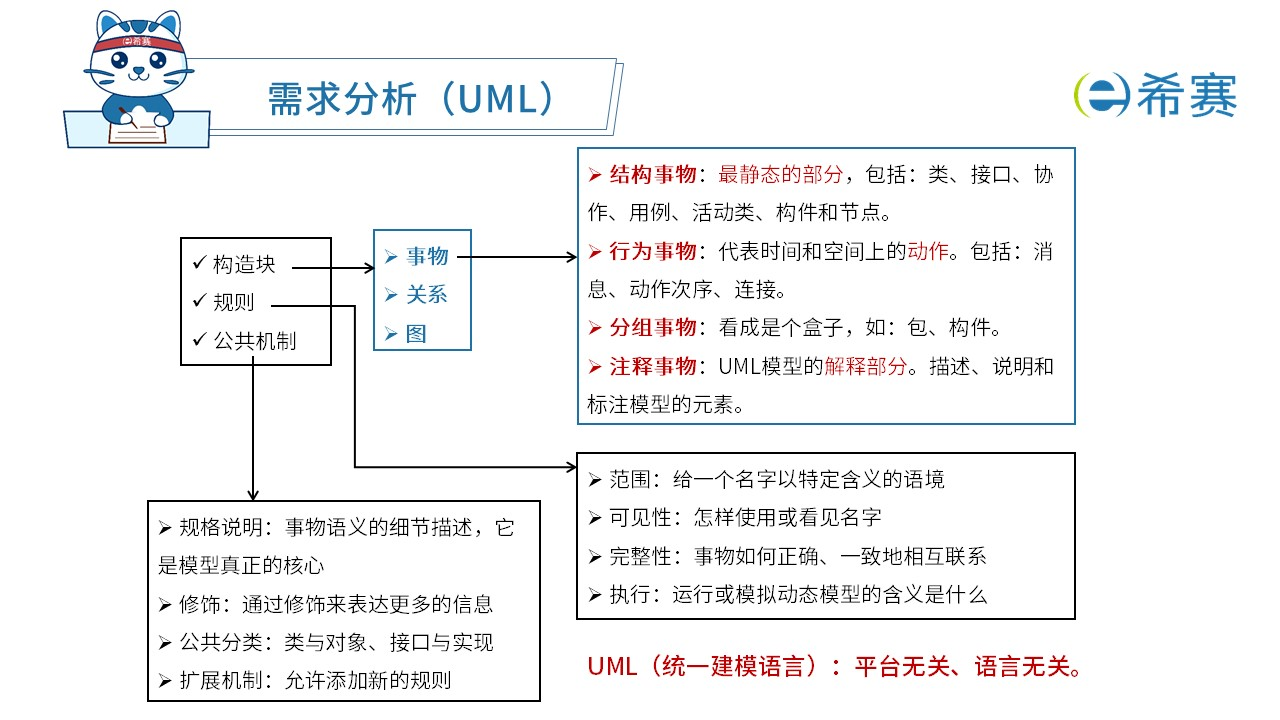 希赛
需求分析（UML）
希赛
构造块
规则
公共机制
事物
关系
图
结构事物：最静态的部分，包括：类、接口、协
作、用例、活动类、构件和节点。
行为事物：代表时间和空间上的动作。包括：消
息、动作次序、连接。
分组事物：看成是个盒子，如：包、构件。
注释事物：UML模型的解释部分。描述、说明和
标注模型的元素。
范围：给一个名字以特定含义的语境
可见性：怎样使用或看见名字
完整性：事物如何正确、一致地相互联系
执行：运行或模拟动态模型的含义是什么
规格说明：事物语义的细节描述，它
是模型真正的核心
修饰：通过修饰来表达更多的信息
公共分类：类与对象、接口与实现
扩展机制：允许添加新的规则
UML（统一建模语言）：平台无关、语言无关。